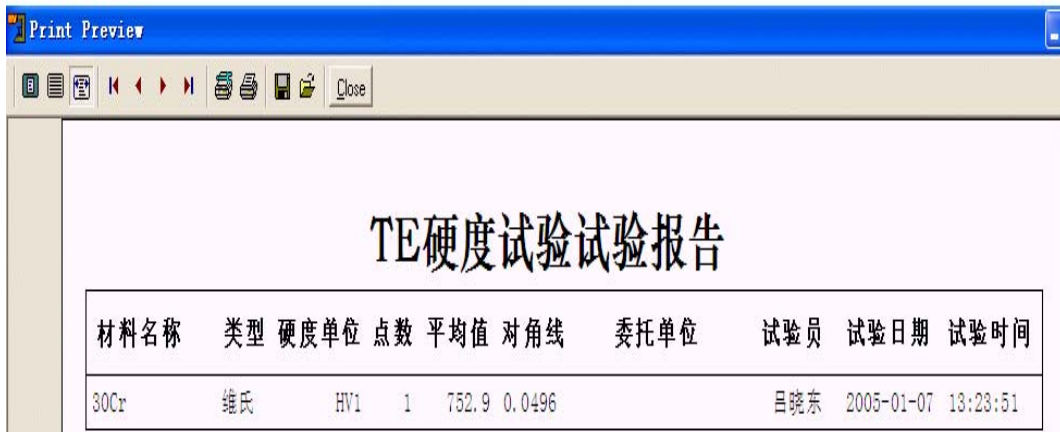 Print Preview
Close
TE硬度试验试验报告
材料名称 类型 硬度单位 点数 平均值 对角线 委托单位 试验员 试验日期 试验时间
30Cr 维氏 HV1 1 752.9 0.0496 吕晓东 2005-01-07 13:23:51